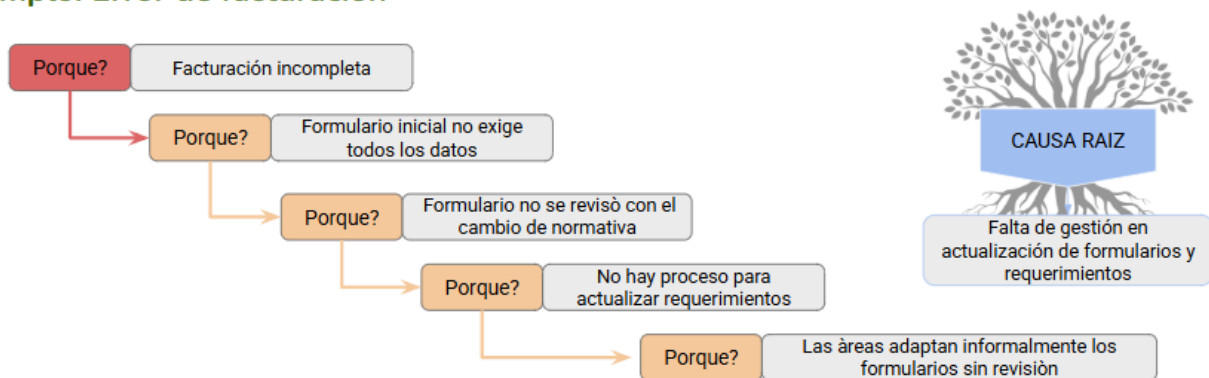 Porque?
Facturación incompleta
Porque?
Formulario inicial no exige
todos los datos
Porque?
Formulario no se revisò con el
cambio de normativa
Porque?
No hay proceso para
actualizar requerimientos
Porque?
Las àreas adaptan informalmente los
formularios sin revisiòn
CAUSA RAIZ
Falta de gestión en
actualización de formularios y
requerimientos